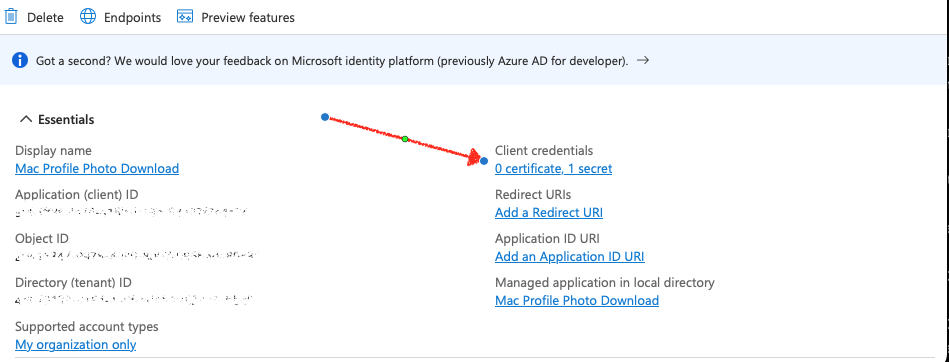 Delete Endpoints Preview features
Got a second? We would love your feedback on Microsoft identity platform (previously Azure AD for developer). →
Essentials
Display name
Mac Profile Photo Download
Application (client) ID
Object ID
Directory (tenant) ID
Supported account types
My organization only
Client credentials
0 certificate, 1 secret
Redirect URIs
Add a Redirect URI
Application ID URI
Add an Application ID URI
Managed application in local directory
Mac Profile Photo Download